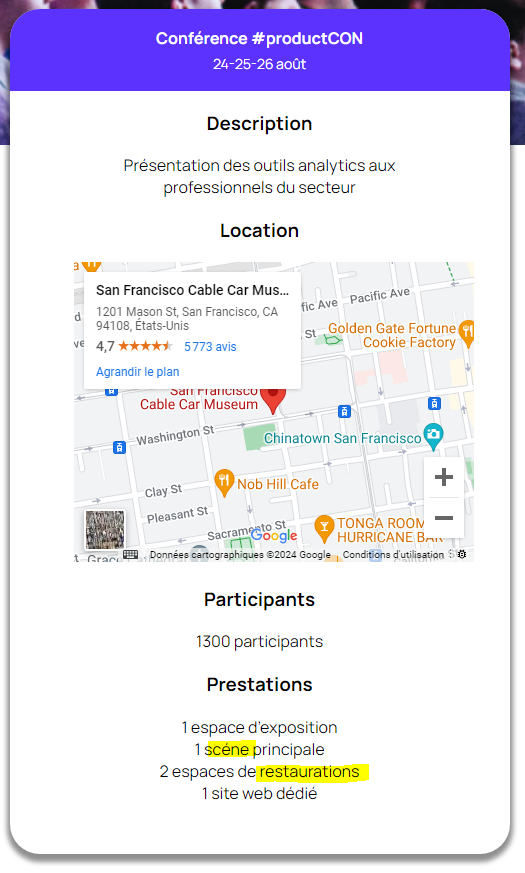 Conférence #productCON
24-25-26 août
Description
Présentation des outils analytics aux
professionnels du secteur
Location
San Francisco Cable Car Mus...
1201 Mason St, San Francisco, CA
94108, États-Unis
4,7
5 773 avis
Agrandir le plan
Pacific Ave
Pacific Ave
Golden Gate Fortune
Cookie Factory
San Francisco
Cable Car Museum
Washington St
Chinatown San Francisco
Clay St
Nob Hill Cafe
Pleasant St
Sacramento St
TONGA ROOM
HURRICANE BAR
Google
Grace Cathedral
Données cartographiques ©2024 Google
Conditions d'utilisation
Participants
1300 participants
Prestations
1 espace d'exposition
1 scéne principale
2 espaces de restaurations
1 site web dédié